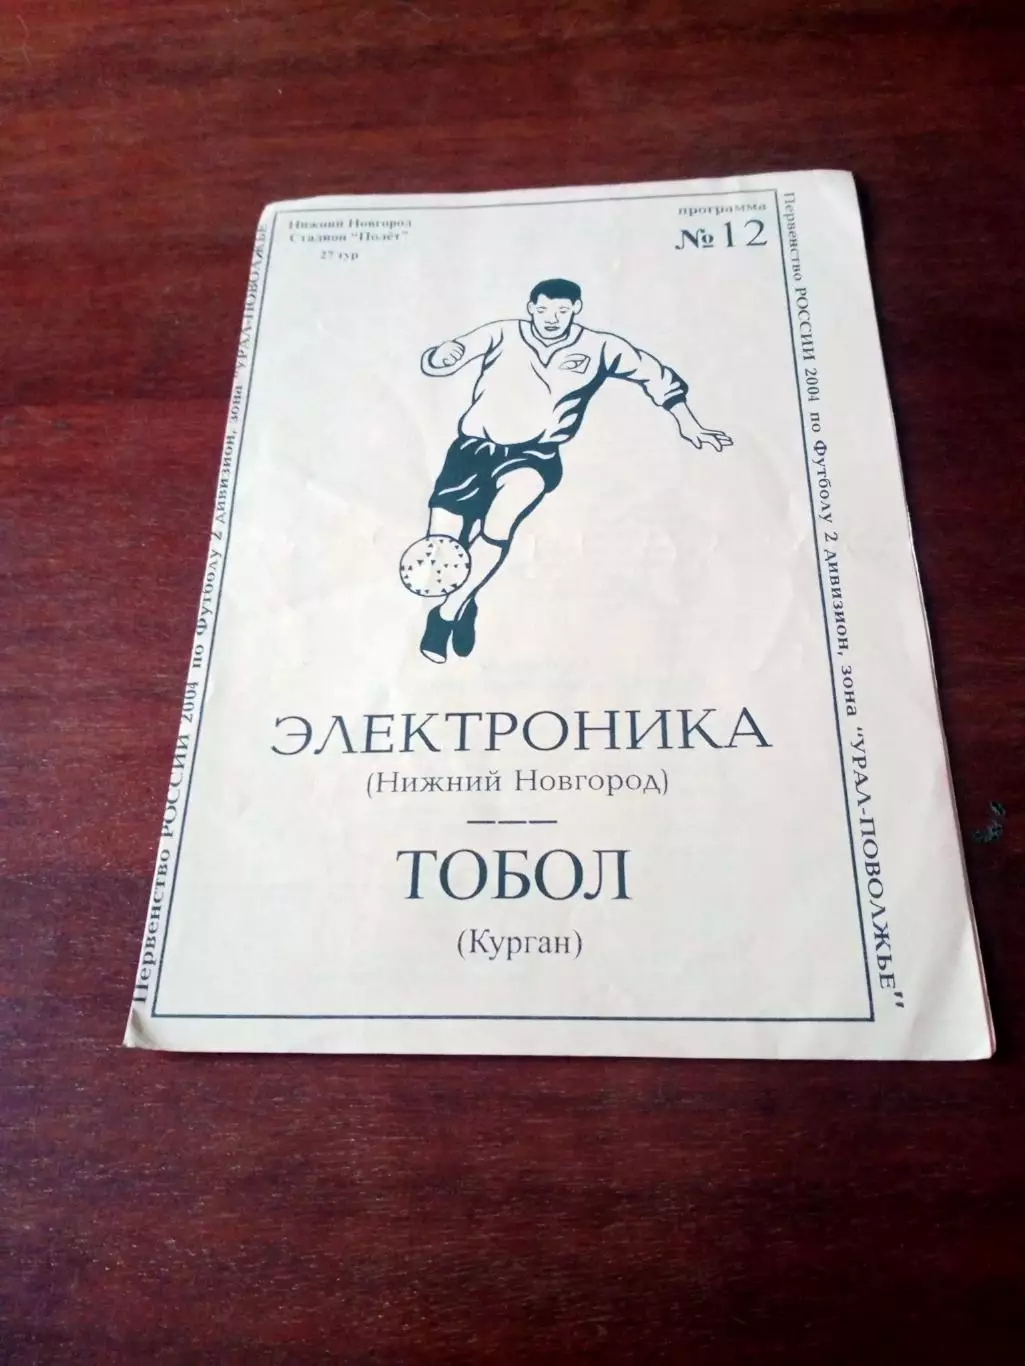 Нижний Новгород
Стадион "Полёт"
27 тур
программа
№12
Первенство РОССИИ 2004 по Футболу 2 дивизион, зона "УРАЛ-ПОВОЛЖЬЕ
Первенство РОССИИ 2004 по Футболу 2 дивизион, зона "УРАЛ-ПОВОЛЖЬЕ"
ЭЛЕКТРОНИКА
(Нижний Новгород)
———
ТОБОЛ
(Курган)